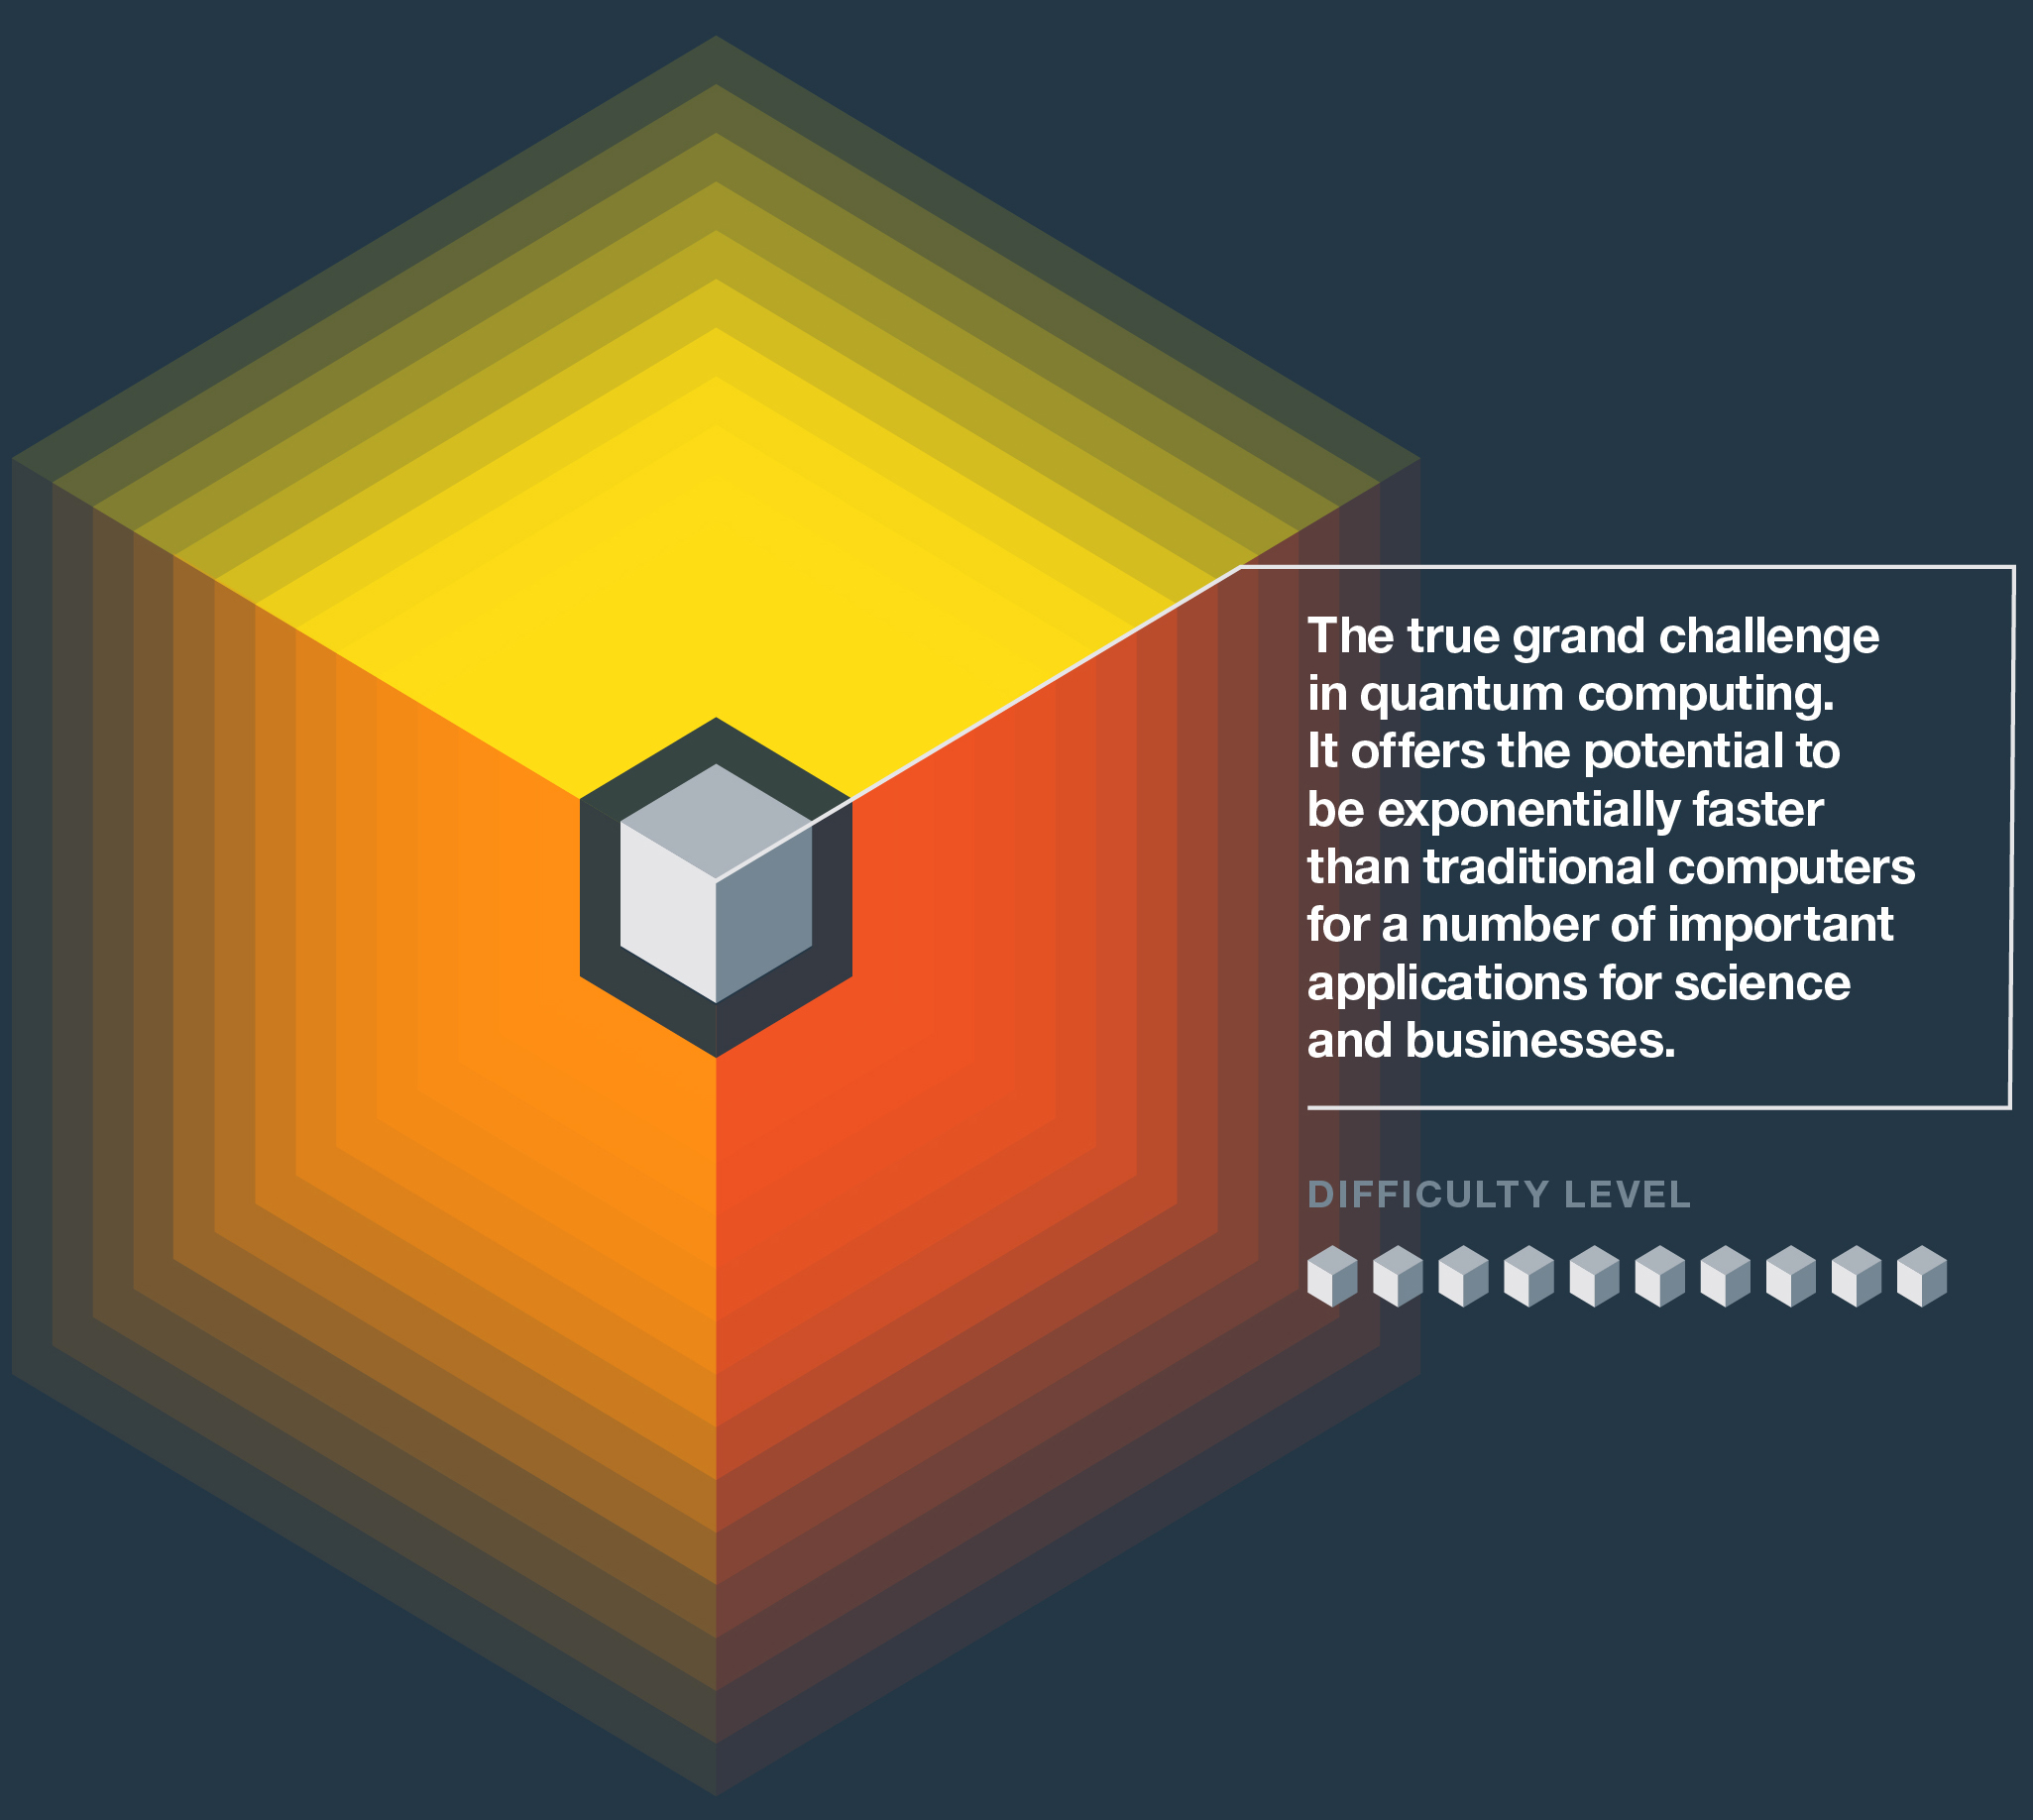 The true grand challenge
in quantum computing.
It offers the potential to
be exponentially faster
than traditional computers
for a number of important
applications for science
and businesses.
DIFFICULTY LEVEL